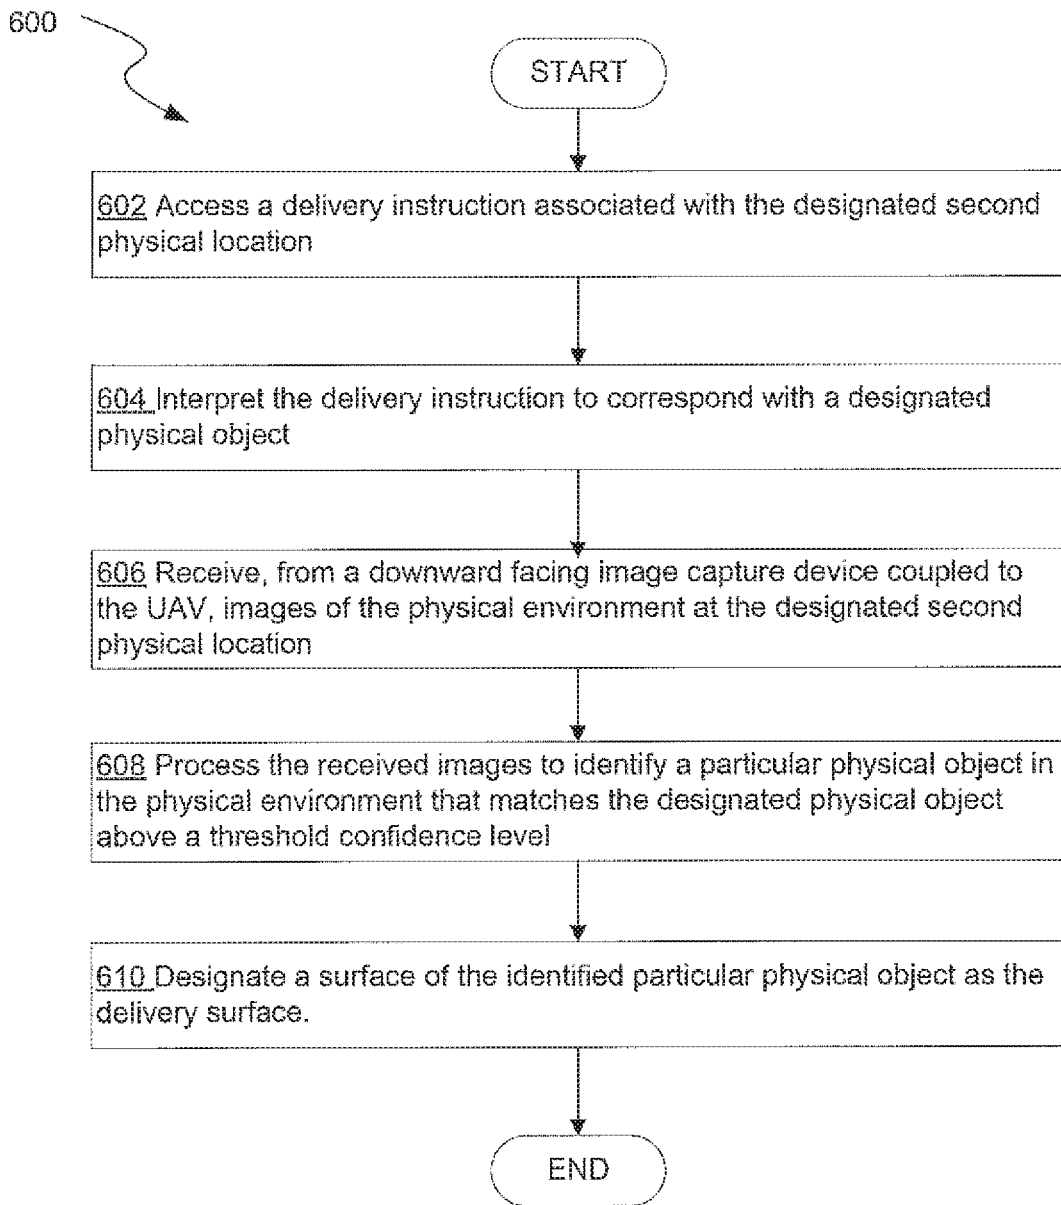 600
START
602 Access a delivery instruction associated with the designated second
physical location
604 Interpret the delivery instruction to correspond with a designated
physical object
606 Receive, from a downward facing image capture device coupled to
the UAV, images of the physical environment at the designated second
physical location
608 Process the received images to identify a particular physical object in
the physical environment that matches the designated physical object
above a threshold confidence level
610 Designate a surface of the identified particular physical object as the
delivery surface.
END